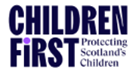 CHILDREN
FiRST Protecting
Scotland's
Children